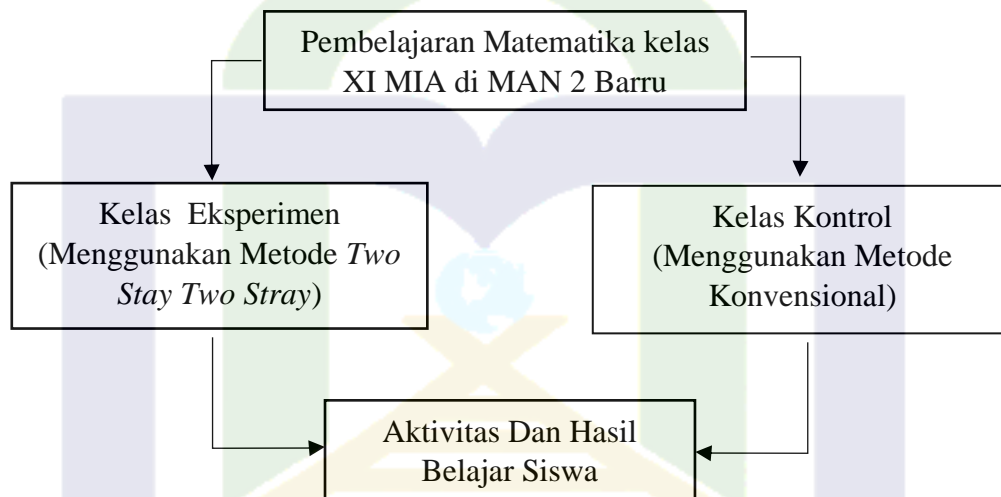 Pembelajaran Matematika kelas
XI MIA di MAN 2 Barru
Kelas Eksperimen
(Menggunakan Metode Two
Stay Two Stray)
Kelas Kontrol
(Menggunakan Metode
Konvensional)
Aktivitas Dan Hasil
Belajar Siswa